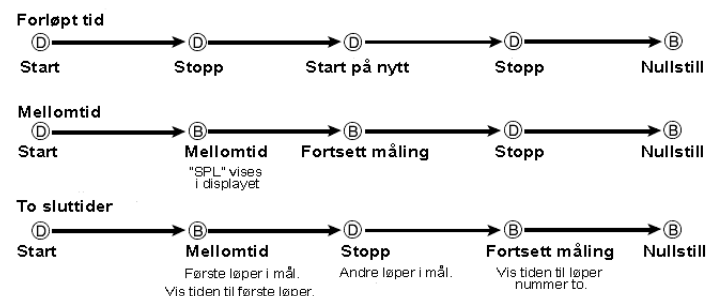 Forløpt tid
D D D D B
Start Stopp Start på nytt Stopp Nullstill
Mellomtid
D B B D B
Start Mellomtid Fortsett måling Stopp Nullstill
"SPL" vises
i displayet
To sluttider
D B D B B
Start Mellomtid Stopp Fortsett måling Nullstill
Første løper i mål. Andre løper i mål. Vis tiden til løper
Vis tiden til første løper. nummer to.